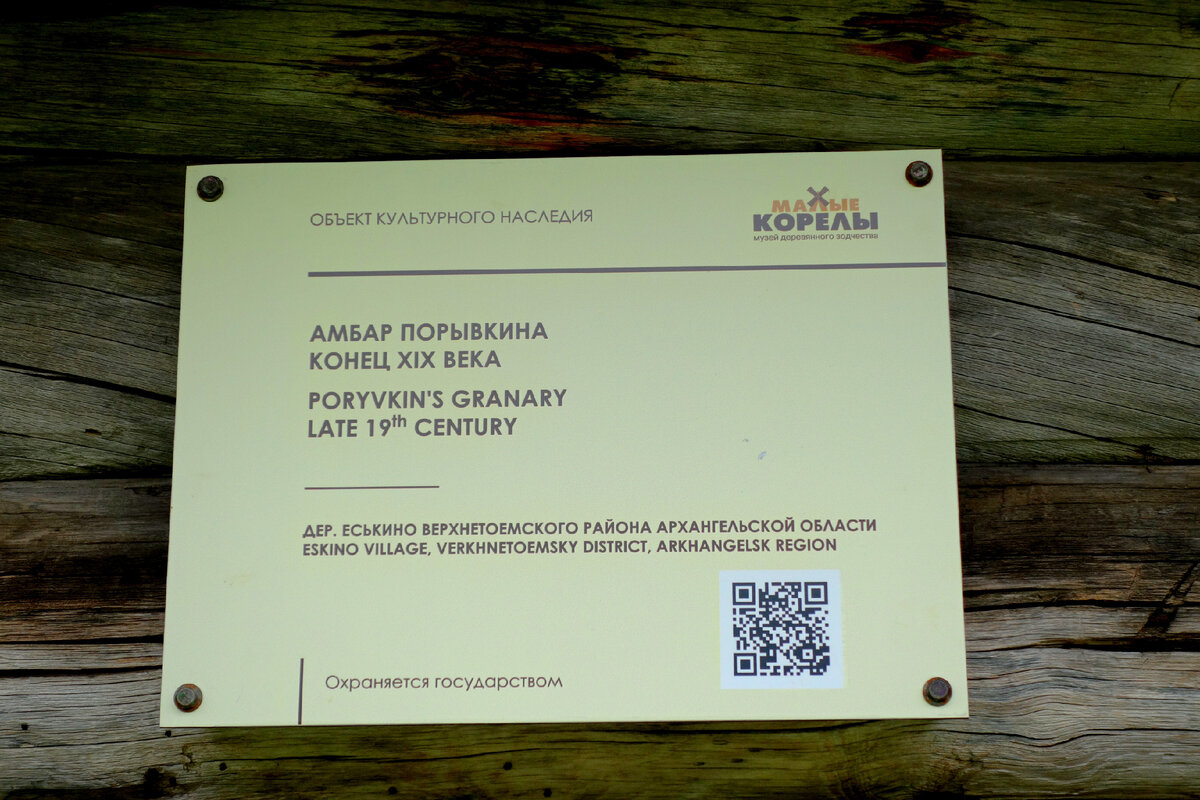 ОБЪЕКТ КУЛЬТУРНОГО НАСЛЕДИЯ
МАЛЫЕ
КОРЕЛЫ
музей деревянного зодчества
АМБАР ПОРЫВКИНА
КОНЕЦ XIX ВЕКА
PORYVKIN'S GRANARY
LATE 19th CENTURY
ДЕР. ЕСЬКИНО ВЕРХНЕТОЕМСКОГО РАЙОНА АРХАНГЕЛЬСКОЙ ОБЛАСТИ
ESKINO VILLAGE, VERKHNETOEMSKY DISTRICT, ARKHANGELSK REGION
Охраняется государством